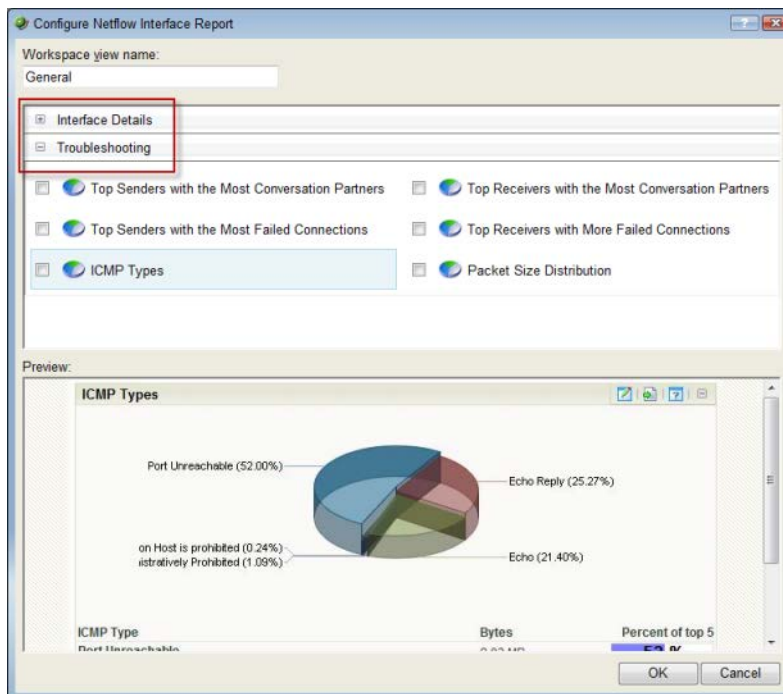 Configure Netflow Interface Report
Workspace view name:
General
Interface Details
Troubleshooting
Top Senders with the Most Conversation Partners
Top Receivers with the Most Conversation Partners
Top Senders with the Most Failed Connections
Top Receivers with More Failed Connections
ICMP Types
Packet Size Distribution
Preview:
ICMP Types
Port Unreachable (52.00%)
Echo Reply (25.27%)
on Host is prohibited (0.24%)
istratively Prohibited (1.09%)
Echo (21.40%)
ICMP Type Bytes Percent of top 5
Port Unreachable
OK Cancel